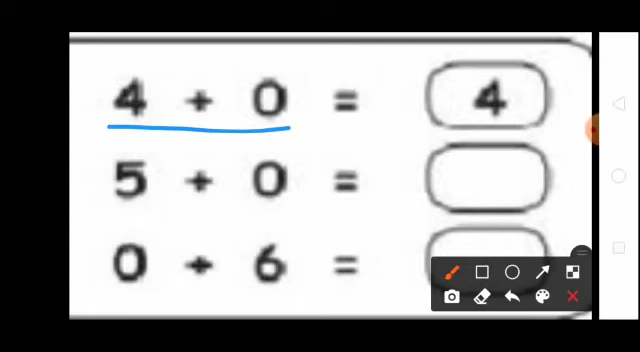 4 + 0 = 4
5 + 0 =
0 + 6 =